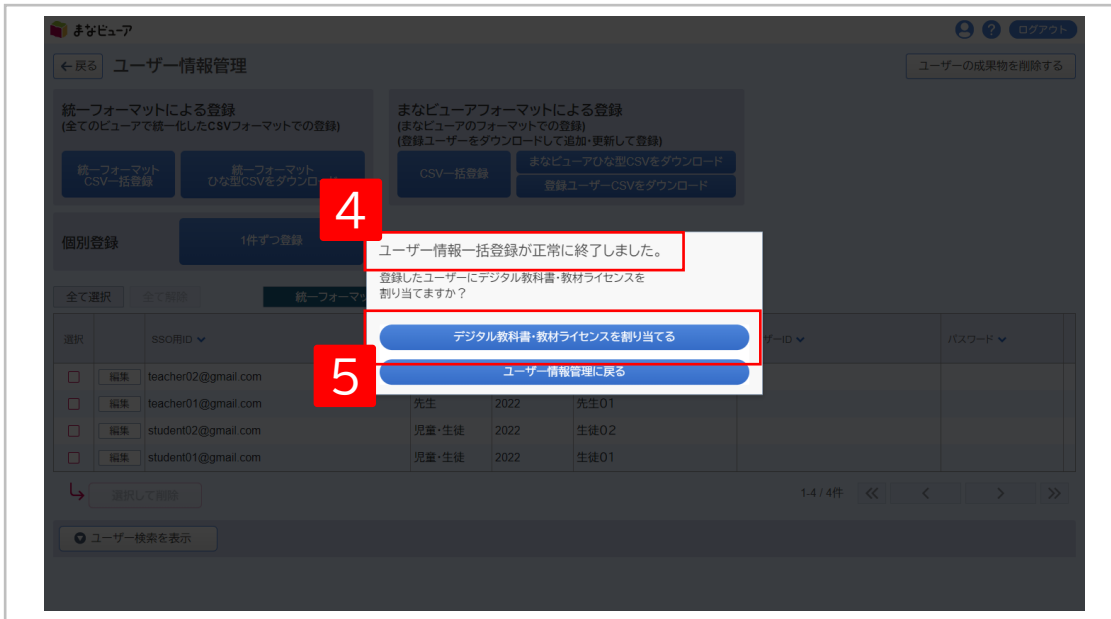 まなビューア
ログアウト
←戻る ユーザー情報管理
ユーザーの成果物を削除する
統一フォーマットによる登録
(全てのビューアで統一化したCSVフォーマットでの登録)
統一フォーマット
CSV一括登録
統一フォーマット
ひな型CSVをダウンロード
まなビューアフォーマットによる登録
(まなビューアのフォーマットでの登録)
(登録ユーザーをダウンロードして追加・更新して登録)
CSV一括登録
まなビューアひな型CSVをダウンロード
登録ユーザーCSVをダウンロード
4
個別登録
1件ずつ登録
ユーザー情報一括登録が正常に終了しました。
登録したユーザーにデジタル教科書・教材ライセンスを
割り当てますか?
デジタル教科書・教材ライセンスを割り当てる
5
ユーザー情報管理に戻る
全て選択 全て解除 統一フォーマッ
選択 SSO用ID ザーID パスワード
編集 teacher02@gmail.com
編集 teacher01@gmail.com 先生 2022 先生01
編集 student02@gmail.com 児童・生徒 2022 生徒02
編集 student01@gmail.com 児童・生徒 2022 生徒01
選択して削除
1-4 / 4件
ユーザー検索を表示